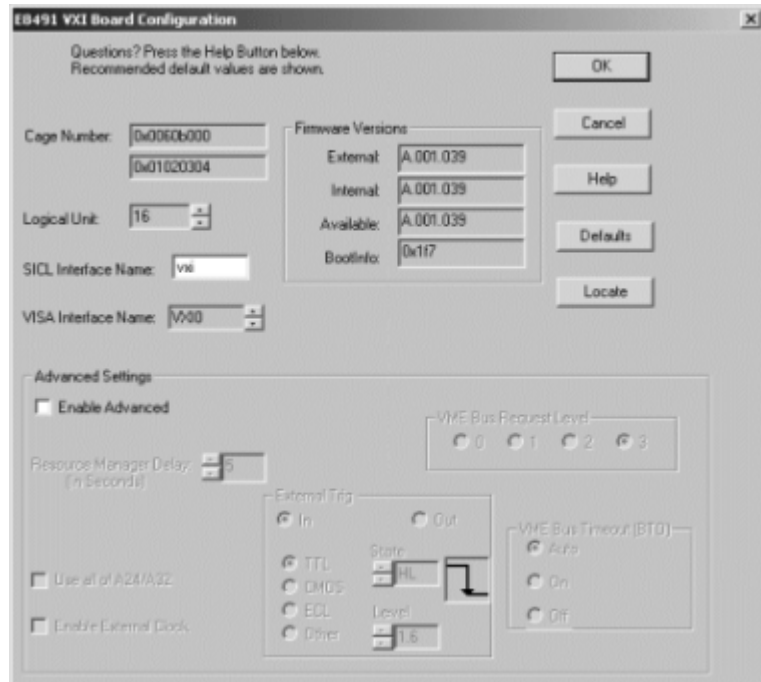 E8491 VXI Board Configuration
Questions? Press the Help Button below.
Recommended default values are shown.
OK
Cancel
Help
Defaults
Locate
Cage Number: 0x0060b000
0x01020304
Logical Unit: 16
SICL Interface Name: vxi
VISA Interface Name: VXI0
Firmware Versions
External: A.001.039
Internal: A.001.039
Available: A.001.039
BootInfo: 0x1f7
Advanced Settings
Enable Advanced
VME Bus Request Level
0 1 2 3
Resource Manager Delay: 5
(in Seconds)
External Trig
In Out
TTL
CMOS
ECL
Other
State
HL
Level
1.6
VME Bus Timeout (BTO)
Auto
On
Off
Use all of A24/A32
Enable External Clock